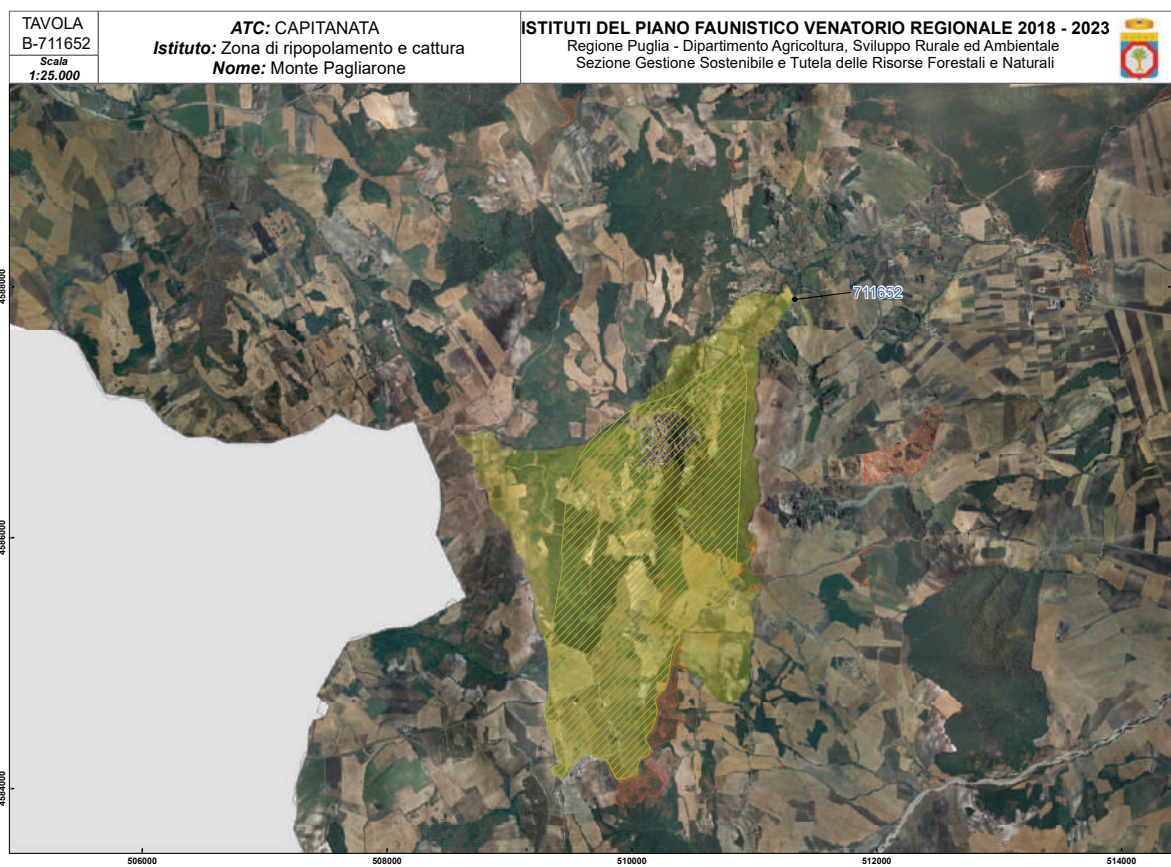 TAVOLA
B-711652
Scala
1:25.000
ATC: CAPITANATA
Istituto: Zona di ripopolamento e cattura
Nome: Monte Pagliarone
ISTITUTI DEL PIANO FAUNISTICO VENATORIO REGIONALE 2018 - 2023
Regione Puglia - Dipartimento Agricoltura, Sviluppo Rurale ed Ambientale
Sezione Gestione Sostenibile e Tutela delle Risorse Forestali e Naturali
711652
4588000
4586000
4584000
506000
508000
510000
512000
514000